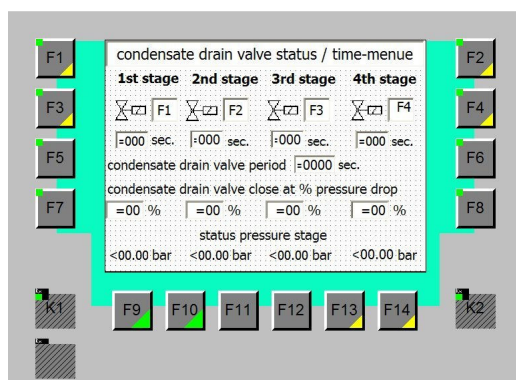 F1
condensate drain valve status / time-menue
F2
1st stage 2nd stage 3rd stage 4th stage
F3
F1 F2 F3 F4
F4
=000 sec. =000 sec. =000 sec. =000 sec.
F5
condensate drain valve period =0000 sec.
F6
condensate drain valve close at % pressure drop
F7
=00 % =00 % =00 % =00 %
F8
status pressure stage
<00.00 bar <00.00 bar <00.00 bar <00.00 bar
K1
F9 F10 F11 F12 F13 F14
K2